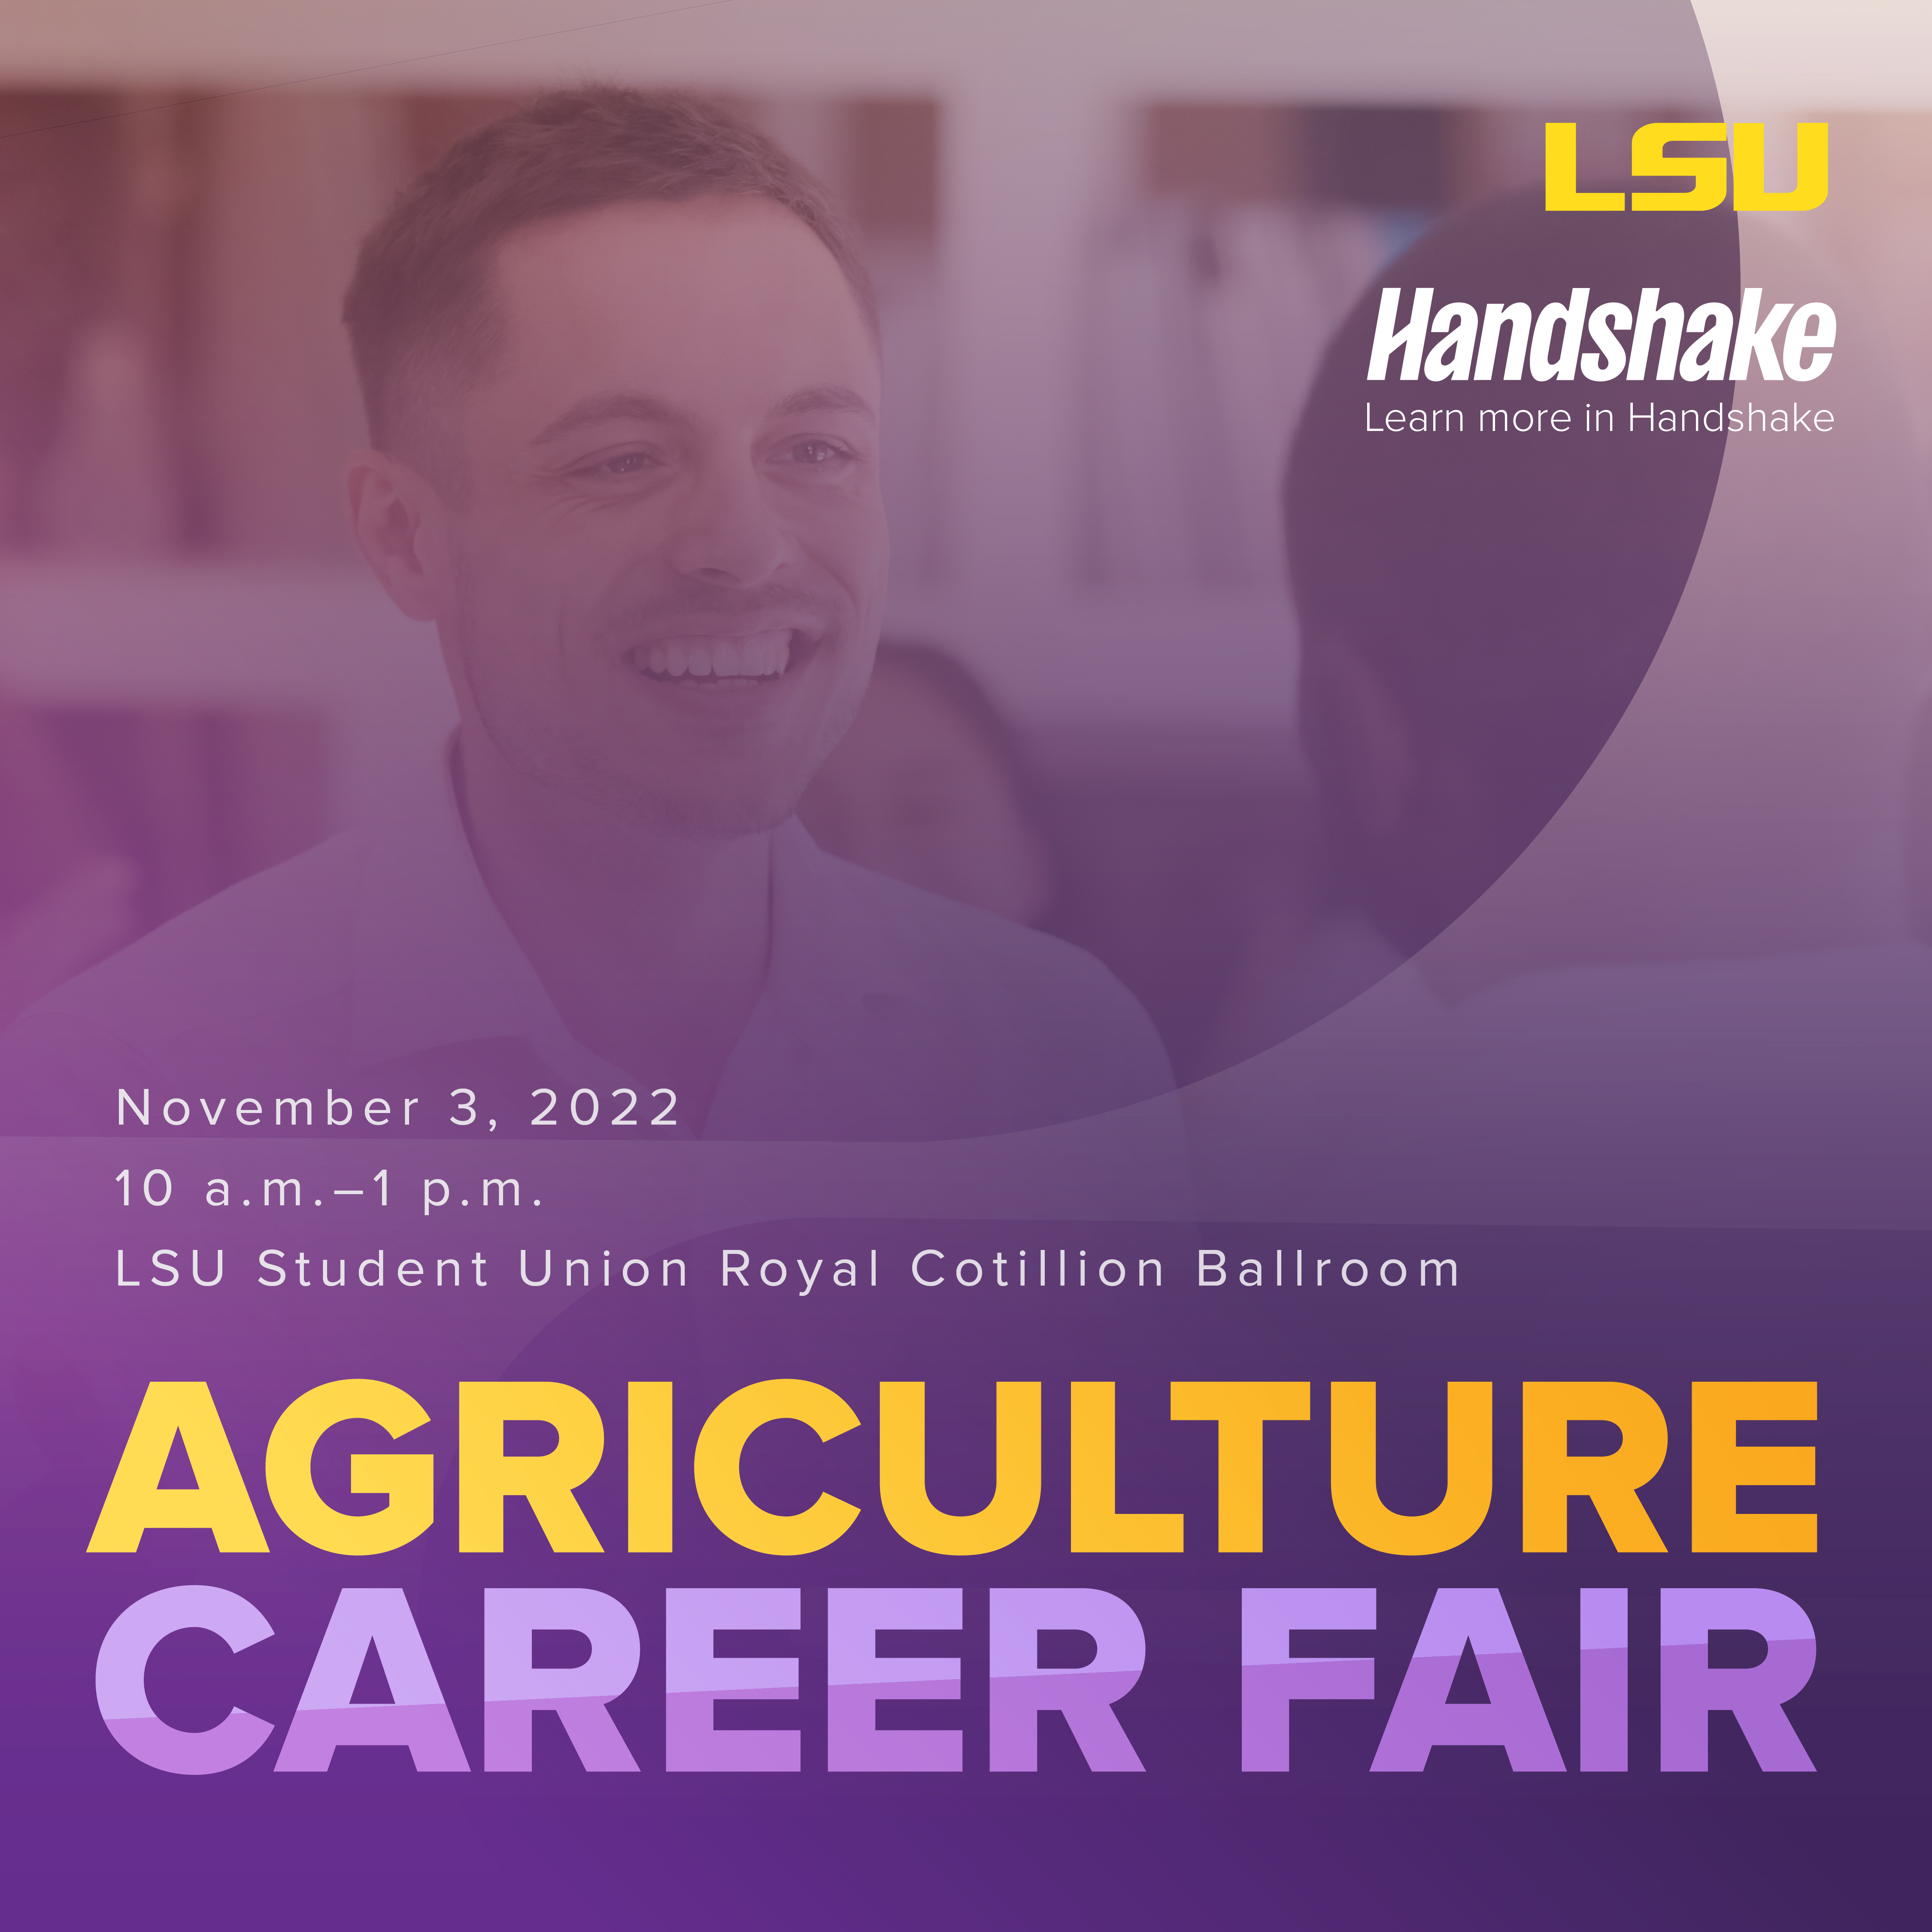 LSU
Handshake
Learn more in Handshake
November 3, 2022
10 a.m.–1 p.m.
LSU Student Union Royal Cotillion Ballroom
AGRICULTURE
CAREER FAIR